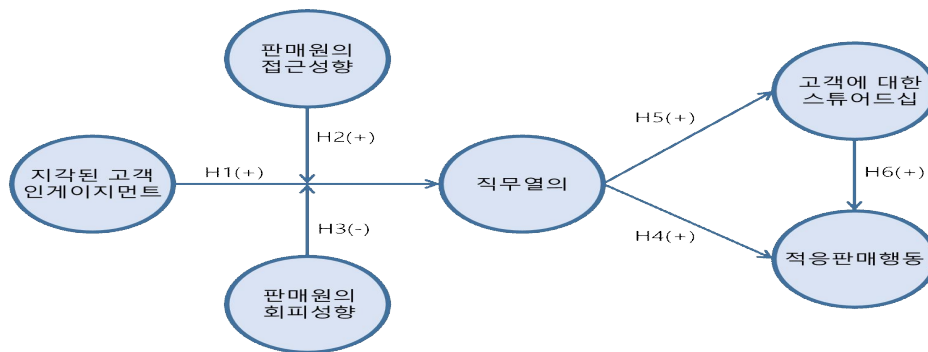 판매원의
접근성향
고객에 대한
스튜어드십
H5(+)
H2(+)
지각된 고객
인게이지먼트
H1(+)
직무열의
H6(+)
H3(-)
H4(+)
적응판매행동
판매원의
회피성향